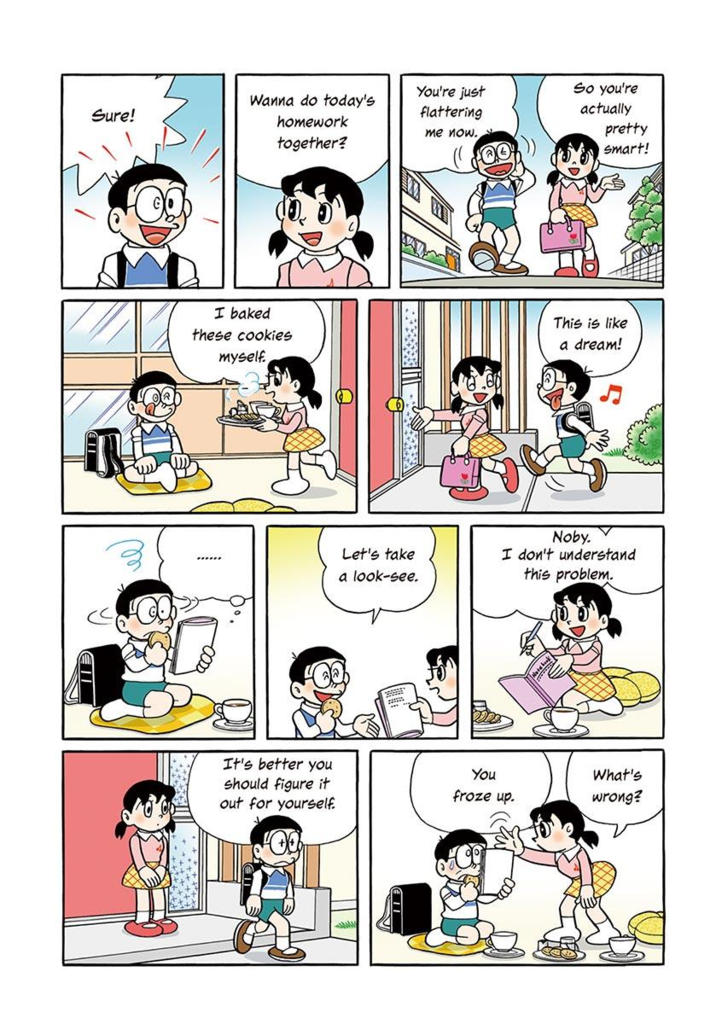 So you're
actually
pretty
smart!
You're just
flattering
me now.
Wanna do today's
homework
together?
Sure!
This is like
a dream!
I baked
these cookies
myself.
Noby.
I don't understand
this problem.
Let's take
a look-see.
......
What's
wrong?
You
froze up.
It's better you
should figure it
out for yourself.